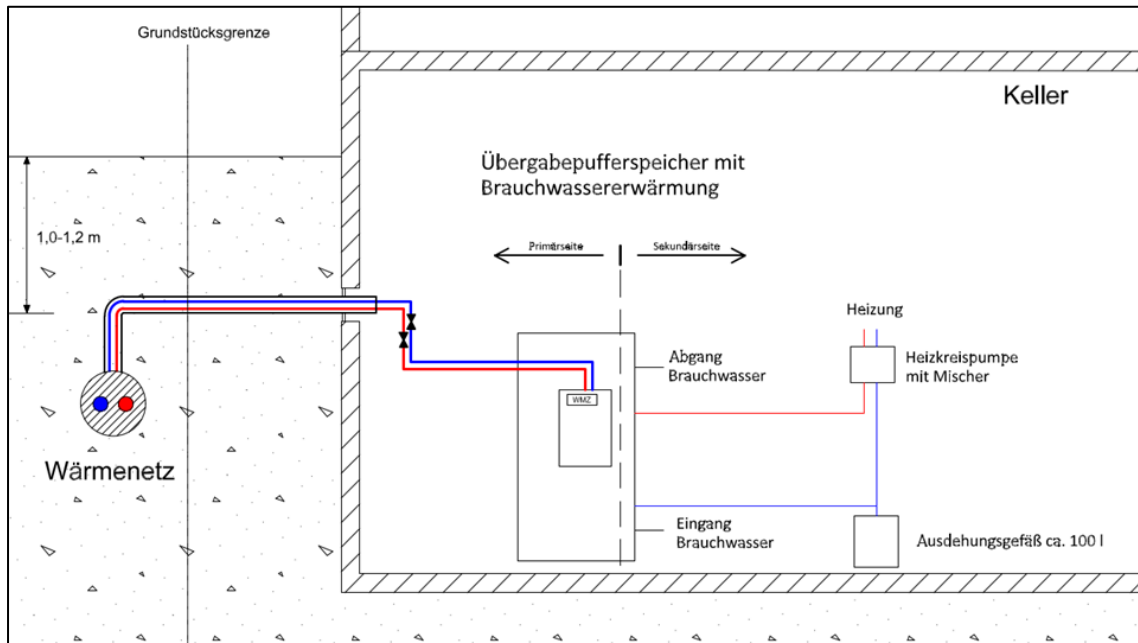 Grundstücksgrenze
Keller
Übergabepufferspeicher mit
Brauchwassererwärmung
1,0-1,2 m
Primärseite
Sekundärseite
Heizung
Abgang
Brauchwasser
Heizkreispumpe
mit Mischer
WMZ
Wärmenetz
Eingang
Brauchwasser
Ausdehungsgefäß ca. 100 l